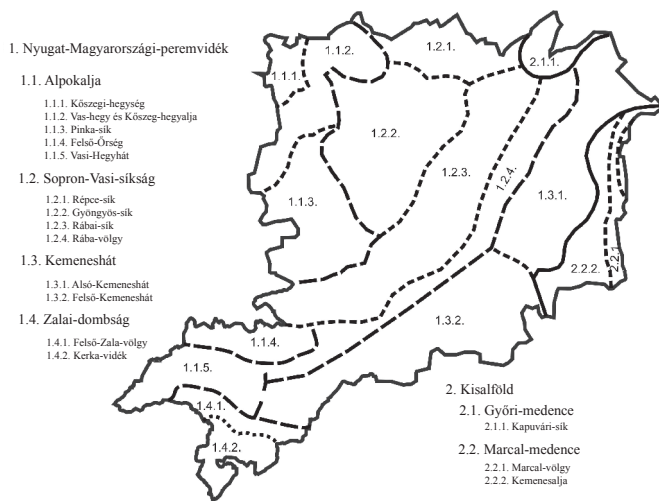 1. Nyugat-Magyarországi-peremvidék
1.1. Alpokalja
1.1.1. Kőszegi-hegység
1.1.2. Vas-hegy és Kőszeg-hegyalja
1.1.3. Pinka-sík
1.1.4. Felső-Őrség
1.1.5. Vasi-Hegyhát
1.2. Sopron-Vasi-síkság
1.2.1. Répce-sík
1.2.2. Gyöngyös-sík
1.2.3. Rábai-sík
1.2.4. Rába-völgy
1.3. Kemeneshát
1.3.1. Alsó-Kemeneshát
1.3.2. Felső-Kemeneshát
1.4. Zalai-dombság
1.4.1. Felső-Zala-völgy
1.4.2. Kerka-vidék
1.1.1.
1.1.2.
1.2.1.
2.1.1.
1.2.2.
1.2.3.
1.2.4.
1.1.3.
1.3.1.
2.2.2.
2.2.1
1.3.2.
1.1.4.
1.1.5.
1.4.1.
1.4.2.
2. Kisalföld
2.1. Győri-medence
2.1.1. Kapuvári-sík
2.2. Marcal-medence
2.2.1. Marcal-völgy
2.2.2. Kemenesalja